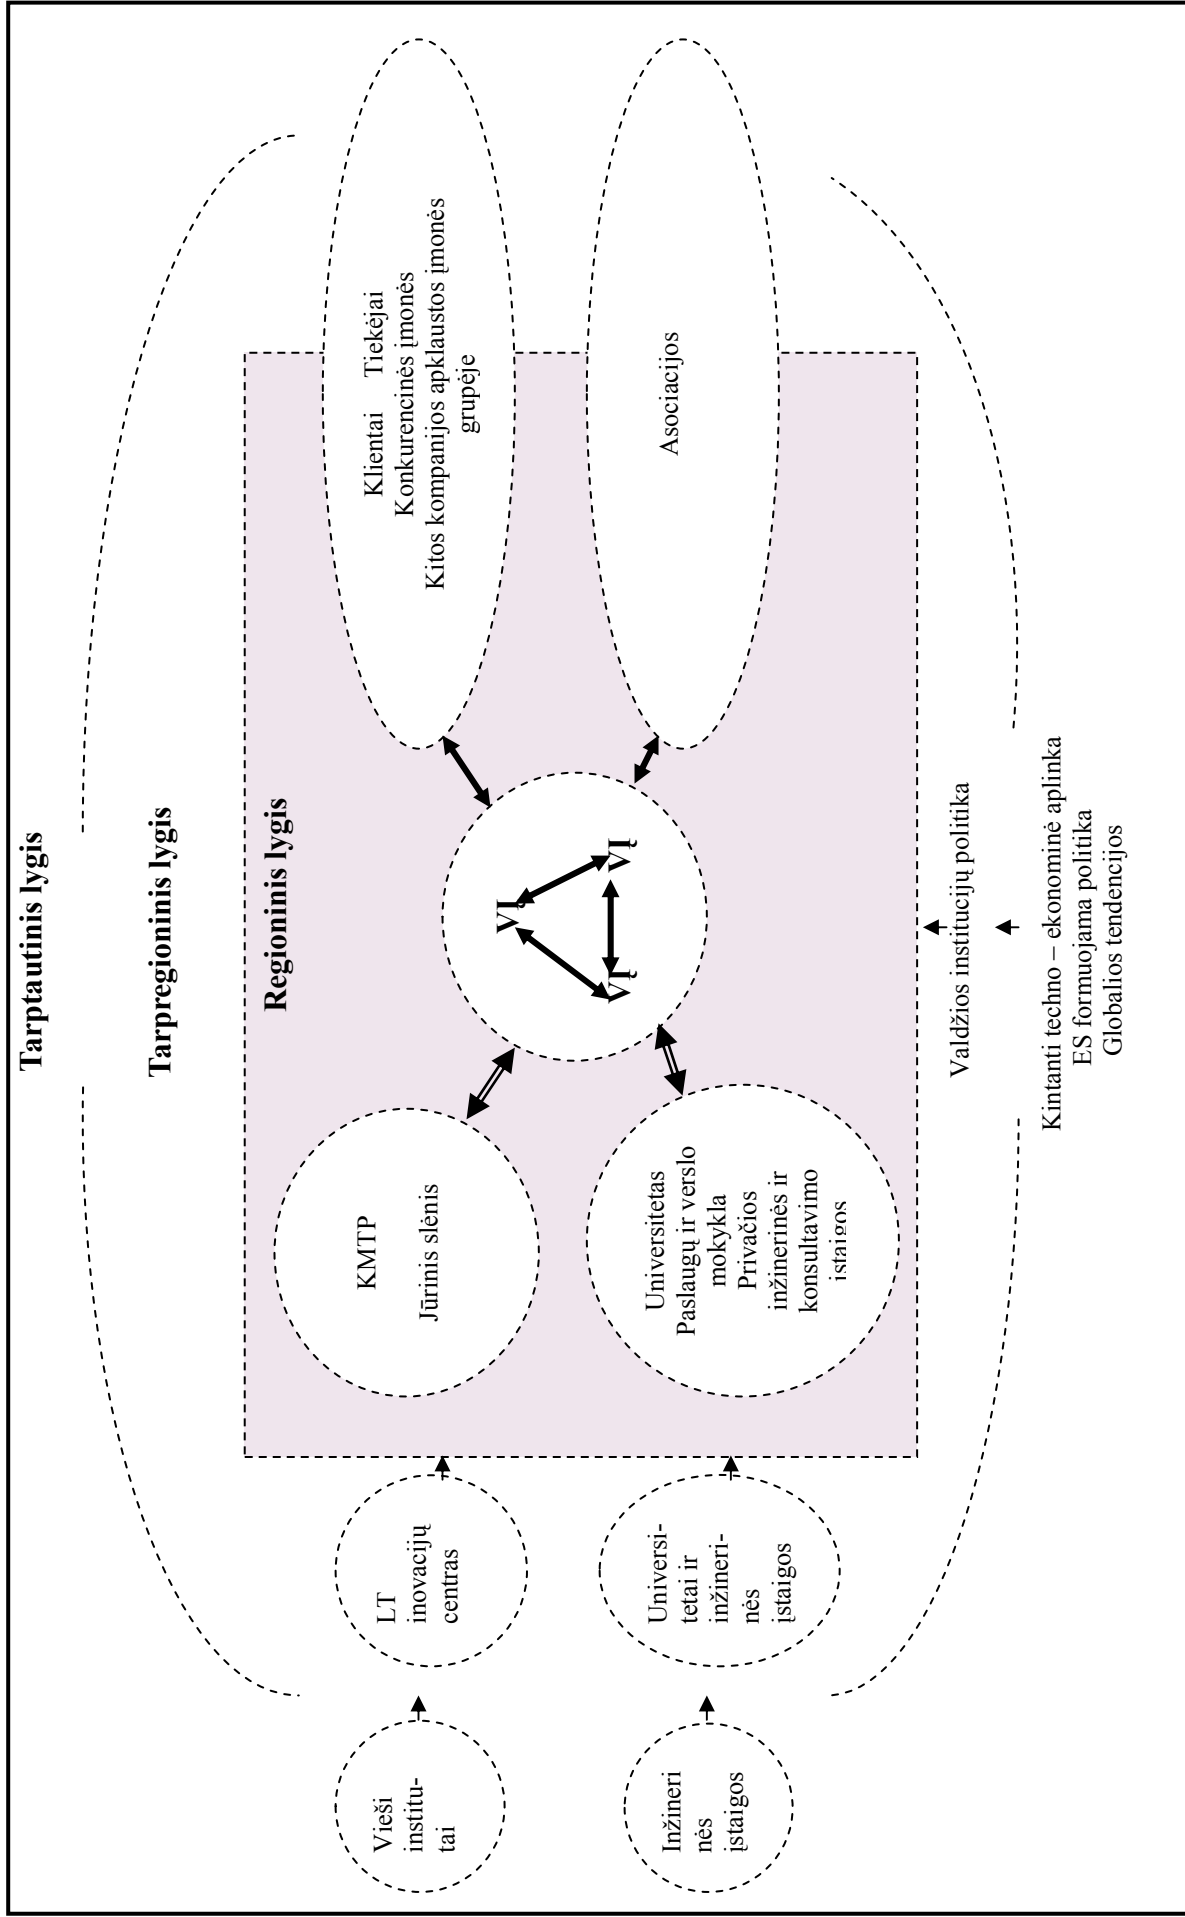 Tarptautinis lygis
Tarpregioninis lygis
Regioninis lygis
Vieši
institu-
tai
LT
inovacijų
centras
KMTP
Jūrinis slėnis
VĮ
VĮ
VĮ
Klientai Tiekėjai
Konkurencinės įmonės
Kitos kompanijos apklaustos įmonės
grupėje
Inžineri
nės
įstaigos
Universi-
tetai ir
inžineri-
nės
įstaigos
Universitetas
Paslaugų ir verslo
mokykla
Privačios
inžinerinės ir
konsultavimo
įstaigos
Asociacijos
Valdžios institucijų politika
Kintanti techno – ekonominė aplinka
ES formuojama politika
Globalios tendencijos